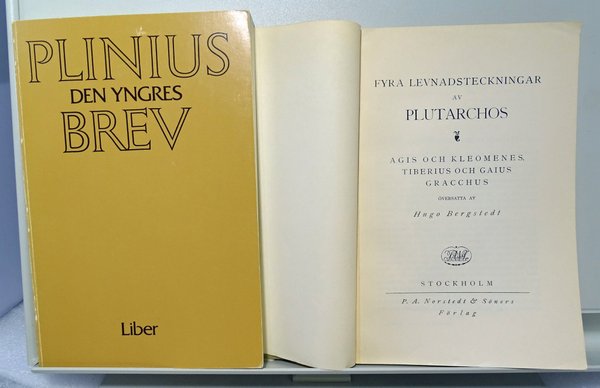 PLINIUS
DEN YNGRES
BREV
Liber
FYRA LEVNADSTECKNINGAR
AV
PLUTARCHOS
AGIS OCH KLEOMENES,
TIBERIUS OCH GAIUS
GRACCHUS
ÖVERSATTA AV
Hugo Bergstedt
STOCKHOLM
P. A. Norstedt & Söners
Förlag